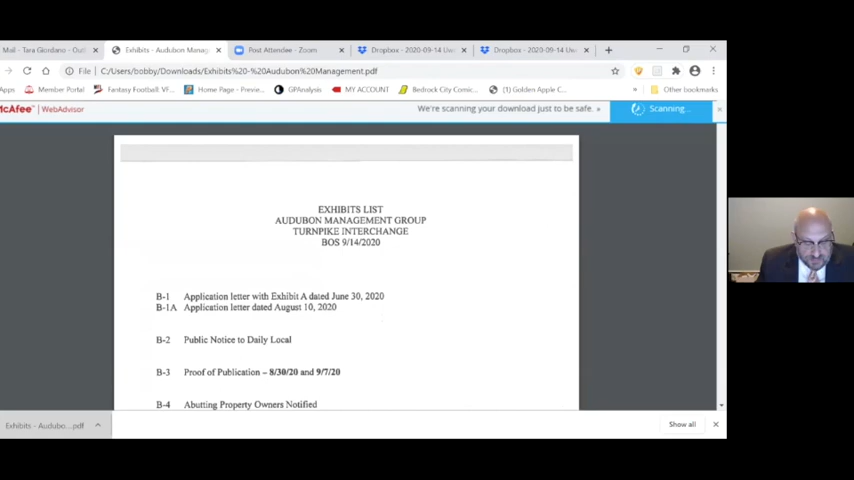 Mail - Tara Giordano - Outl
Exhibits - Audubon Manag
Post Attendee - Zoom
Dropbox - 2020-09-14 Uw
Dropbox - 2020-09-14 Uw
File | C:/Users/bobby/Downloads/Exhibits%20-%20Audubon%20Management.pdf
Apps
Member Portal
Fantasy Football: VF...
Home Page - Previe...
GPAnalysis
MY ACCOUNT
Bedrock City Comic...
(1) Golden Apple C...
»
Other bookmarks
McAfee™ | WebAdvisor
We're scanning your download just to be safe. »
Scanning...
EXHIBITS LIST
AUDUBON MANAGEMENT GROUP
TURNPIKE INTERCHANGE
BOS 9/14/2020
B-1 Application letter with Exhibit A dated June 30, 2020
B-1A Application letter dated August 10, 2020
B-2 Public Notice to Daily Local
B-3 Proof of Publication – 8/30/20 and 9/7/20
B-4 Abutting Property Owners Notified
Exhibits - Audubo...pdf
Show all